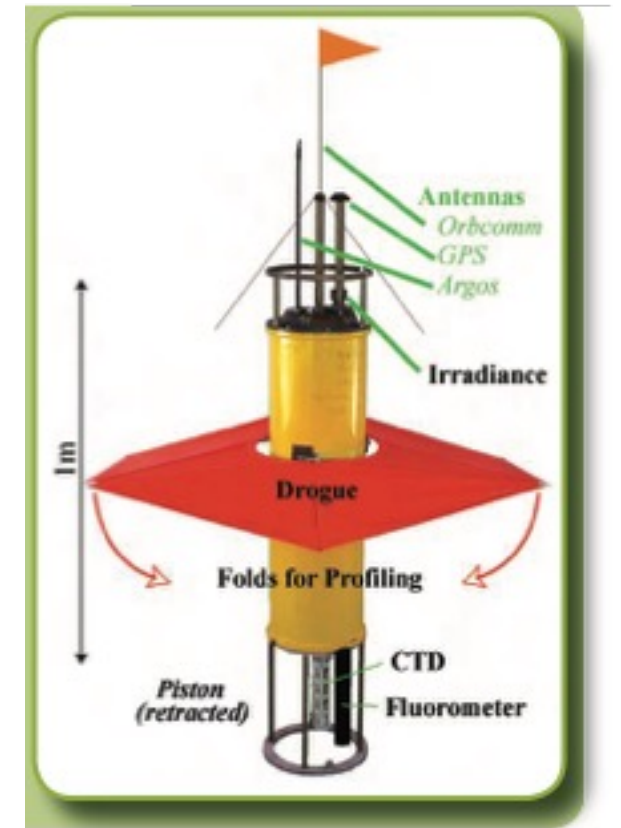 Antennas
Orbcomm
GPS
Argos
Irradiance
1m
Drogue
Folds for Profiling
CTD
Piston
(retracted)
Fluorometer